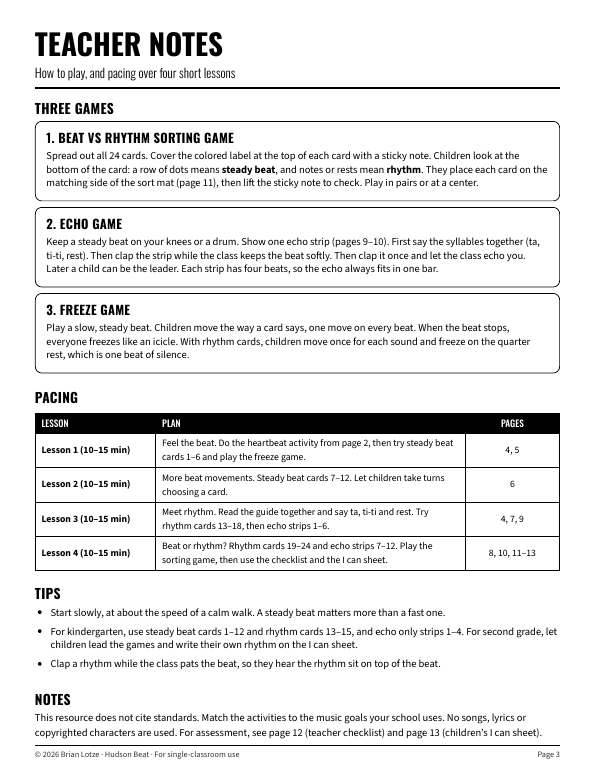 TEACHER NOTES
How to play, and pacing over four short lessons
THREE GAMES
1. BEAT VS RHYTHM SORTING GAME
Spread out all 24 cards. Cover the colored label at the top of each card with a sticky note. Children look at the
bottom of the card: a row of dots means steady beat, and notes or rests mean rhythm. They place each card on the
matching side of the sort mat (page 11), then lift the sticky note to check. Play in pairs or at a center.
2. ECHO GAME
Keep a steady beat on your knees or a drum. Show one echo strip (pages 9–10). First say the syllables together (ta,
ti-ti, rest). Then clap the strip while the class keeps the beat softly. Then clap it once and let the class echo you.
Later a child can be the leader. Each strip has four beats, so the echo always fits in one bar.
3. FREEZE GAME
Play a slow, steady beat. Children move the way a card says, one move on every beat. When the beat stops,
everyone freezes like an icicle. With rhythm cards, children move once for each sound and freeze on the quarter
rest, which is one beat of silence.
PACING
LESSON PLAN PAGES
Lesson 1 (10–15 min) Feel the beat. Do the heartbeat activity from page 2, then try steady beat
cards 1–6 and play the freeze game. 4, 5
Lesson 2 (10–15 min) More beat movements. Steady beat cards 7–12. Let children take turns
choosing a card. 6
Lesson 3 (10–15 min) Meet rhythm. Read the guide together and say ta, ti-ti and rest. Try
rhythm cards 13–18, then echo strips 1–6. 4, 7, 9
Lesson 4 (10–15 min) Beat or rhythm? Rhythm cards 19–24 and echo strips 7–12. Play the
sorting game, then use the checklist and the I can sheet. 8, 10, 11–13
TIPS
• Start slowly, at about the speed of a calm walk. A steady beat matters more than a fast one.
• For kindergarten, use steady beat cards 1–12 and rhythm cards 13–15, and echo only strips 1–4. For second grade, let
children lead the games and write their own rhythm on the I can sheet.
• Clap a rhythm while the class pats the beat, so they hear the rhythm sit on top of the beat.
NOTES
This resource does not cite standards. Match the activities to the music goals your school uses. No songs, lyrics or
copyrighted characters are used. For assessment, see page 12 (teacher checklist) and page 13 (children's I can sheet).
© 2026 Brian Lotze · Hudson Beat · For single-classroom use Page 3